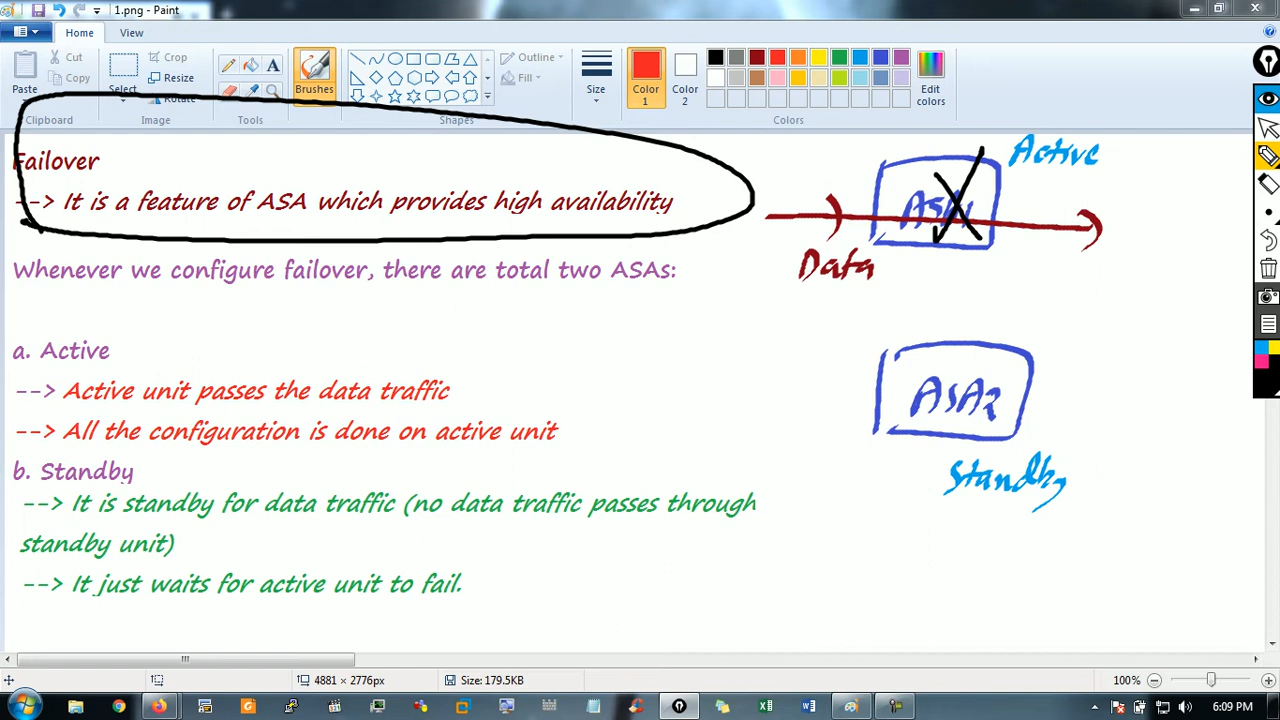 1.png - Paint
Home
View
Cut
Copy
Paste
Clipboard
Crop
Resize
Rotate
Select
Image
Tools
Brushes
Shapes
Outline
Fill
Size
Color 1
Color 2
Edit colors
Colors
Failover
--> It is a feature of ASA which provides high availability
Whenever we configure failover, there are total two ASAs:
a. Active
--> Active unit passes the data traffic
--> All the configuration is done on active unit
b. Standby
--> It is standby for data traffic (no data traffic passes through
standby unit)
--> It just waits for active unit to fail.
Active
ASA1
Data
ASA2
Standby
4881 × 2776px
Size: 179.5KB
100%
6:09 PM